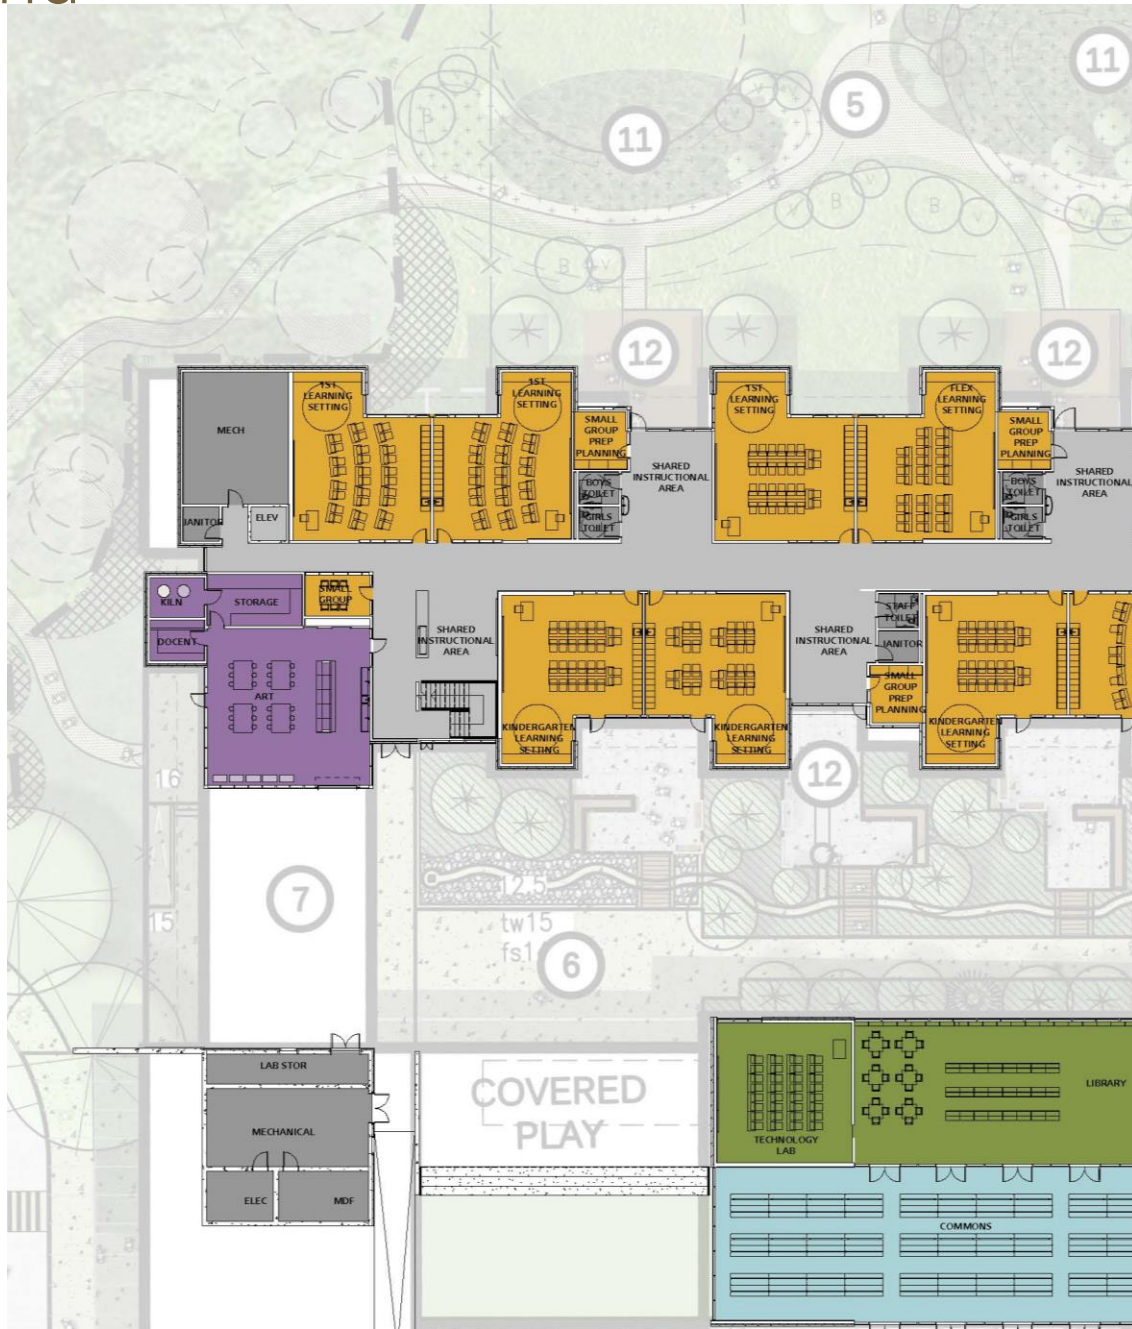 11
5
11
12
12
1ST
LEARNING
SETTING
1ST
LEARNING
SETTING
1ST
LEARNING
SETTING
FLEX
LEARNING
SETTING
MECH
SMALL
GROUP
PREP
PLANNING
SMALL
GROUP
PREP
PLANNING
SHARED
INSTRUCTIONAL
AREA
SHARED
INSTRUCTIONAL
AREA
BOYS
TOILET
BOYS
TOILET
JANITOR
ELEV
GIRLS
TOILET
GIRLS
TOILET
KILN
STORAGE
SMALL
GROUP
STAFF
TOILET
DOCENT
SHARED
INSTRUCTIONAL
AREA
SHARED
INSTRUCTIONAL
AREA
JANITOR
ART
SMALL
GROUP
PREP
PLANNING
KINDERGARTEN
LEARNING
SETTING
KINDERGARTEN
LEARNING
SETTING
KINDERGARTEN
LEARNING
SETTING
16
12
7
12.5
15
tw15
6
B
V
B
V
V
B
V
B
V
V
V
LAB STOR
COVERED
PLAY
LIBRARY
MECHANICAL
TECHNOLOGY
LAB
ELEC
MDF
COMMONS